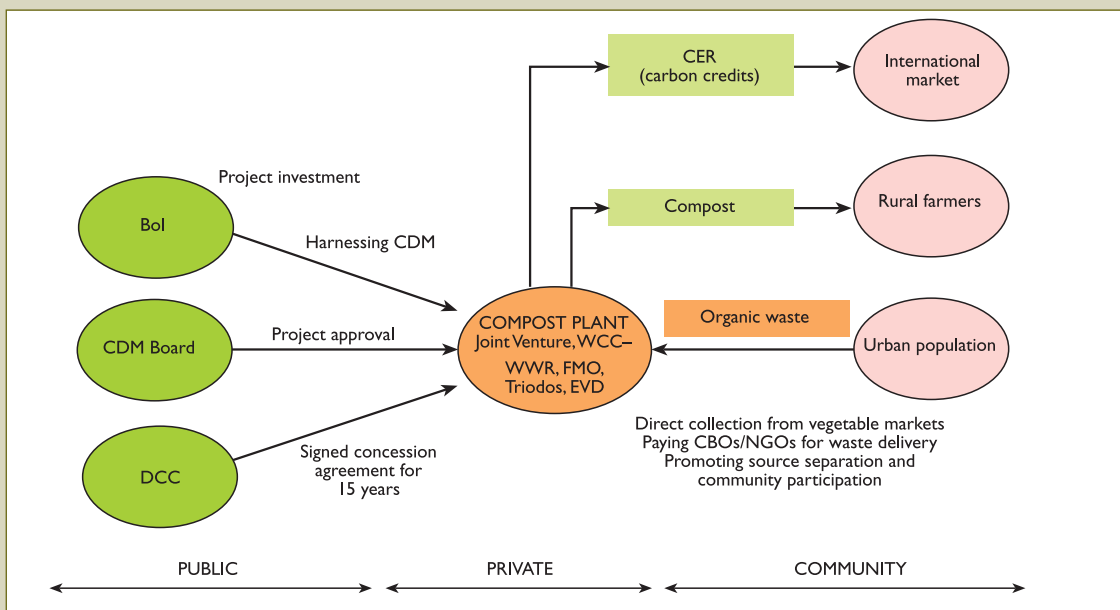 CER
(carbon credits)
International
market
Project investment
BoI
Harnessing CDM
Compost
Rural farmers
CDM Board
Project approval
COMPOST PLANT
Joint Venture, WCC–
WWR, FMO,
Triodos, EVD
Organic waste
Urban population
DCC
Signed concession
agreement for
15 years
Direct collection from vegetable markets
Paying CBOs/NGOs for waste delivery
Promoting source separation and
community participation
PUBLIC
PRIVATE
COMMUNITY